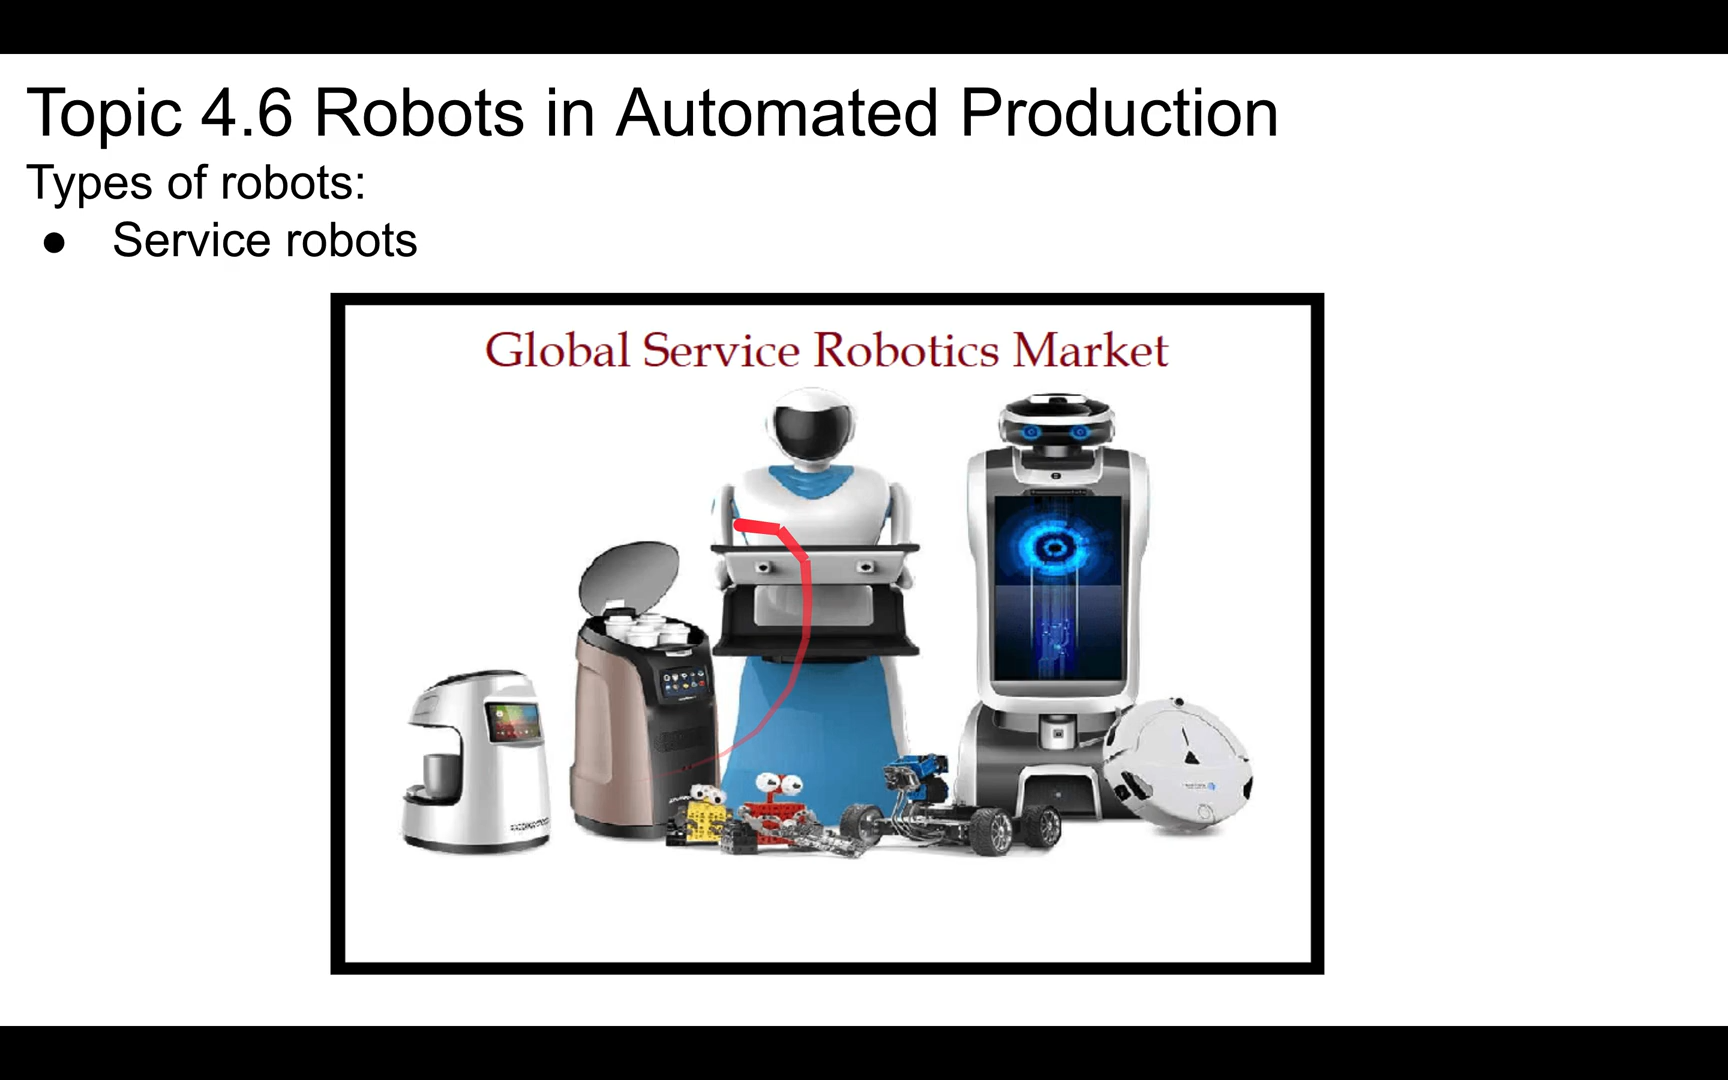 Topic 4.6 Robots in Automated Production
Types of robots:
● Service robots
Global Service Robotics Market